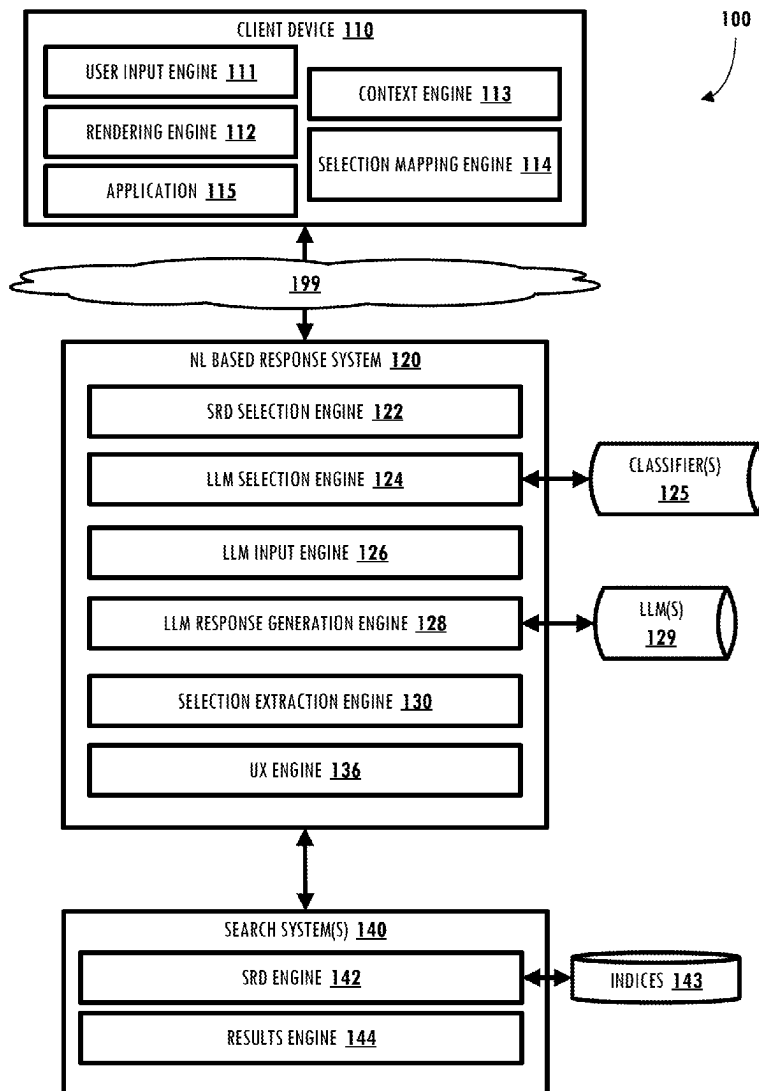 100
CLIENT DEVICE 110
USER INPUT ENGINE 111
CONTEXT ENGINE 113
RENDERING ENGINE 112
SELECTION MAPPING ENGINE 114
APPLICATION 115
199
NL BASED RESPONSE SYSTEM 120
SRD SELECTION ENGINE 122
LLM SELECTION ENGINE 124
CLASSIFIER(S)
125
LLM INPUT ENGINE 126
LLM RESPONSE GENERATION ENGINE 128
LLM(S)
129
SELECTION EXTRACTION ENGINE 130
UX ENGINE 136
SEARCH SYSTEM(S) 140
SRD ENGINE 142
INDICES 143
RESULTS ENGINE 144